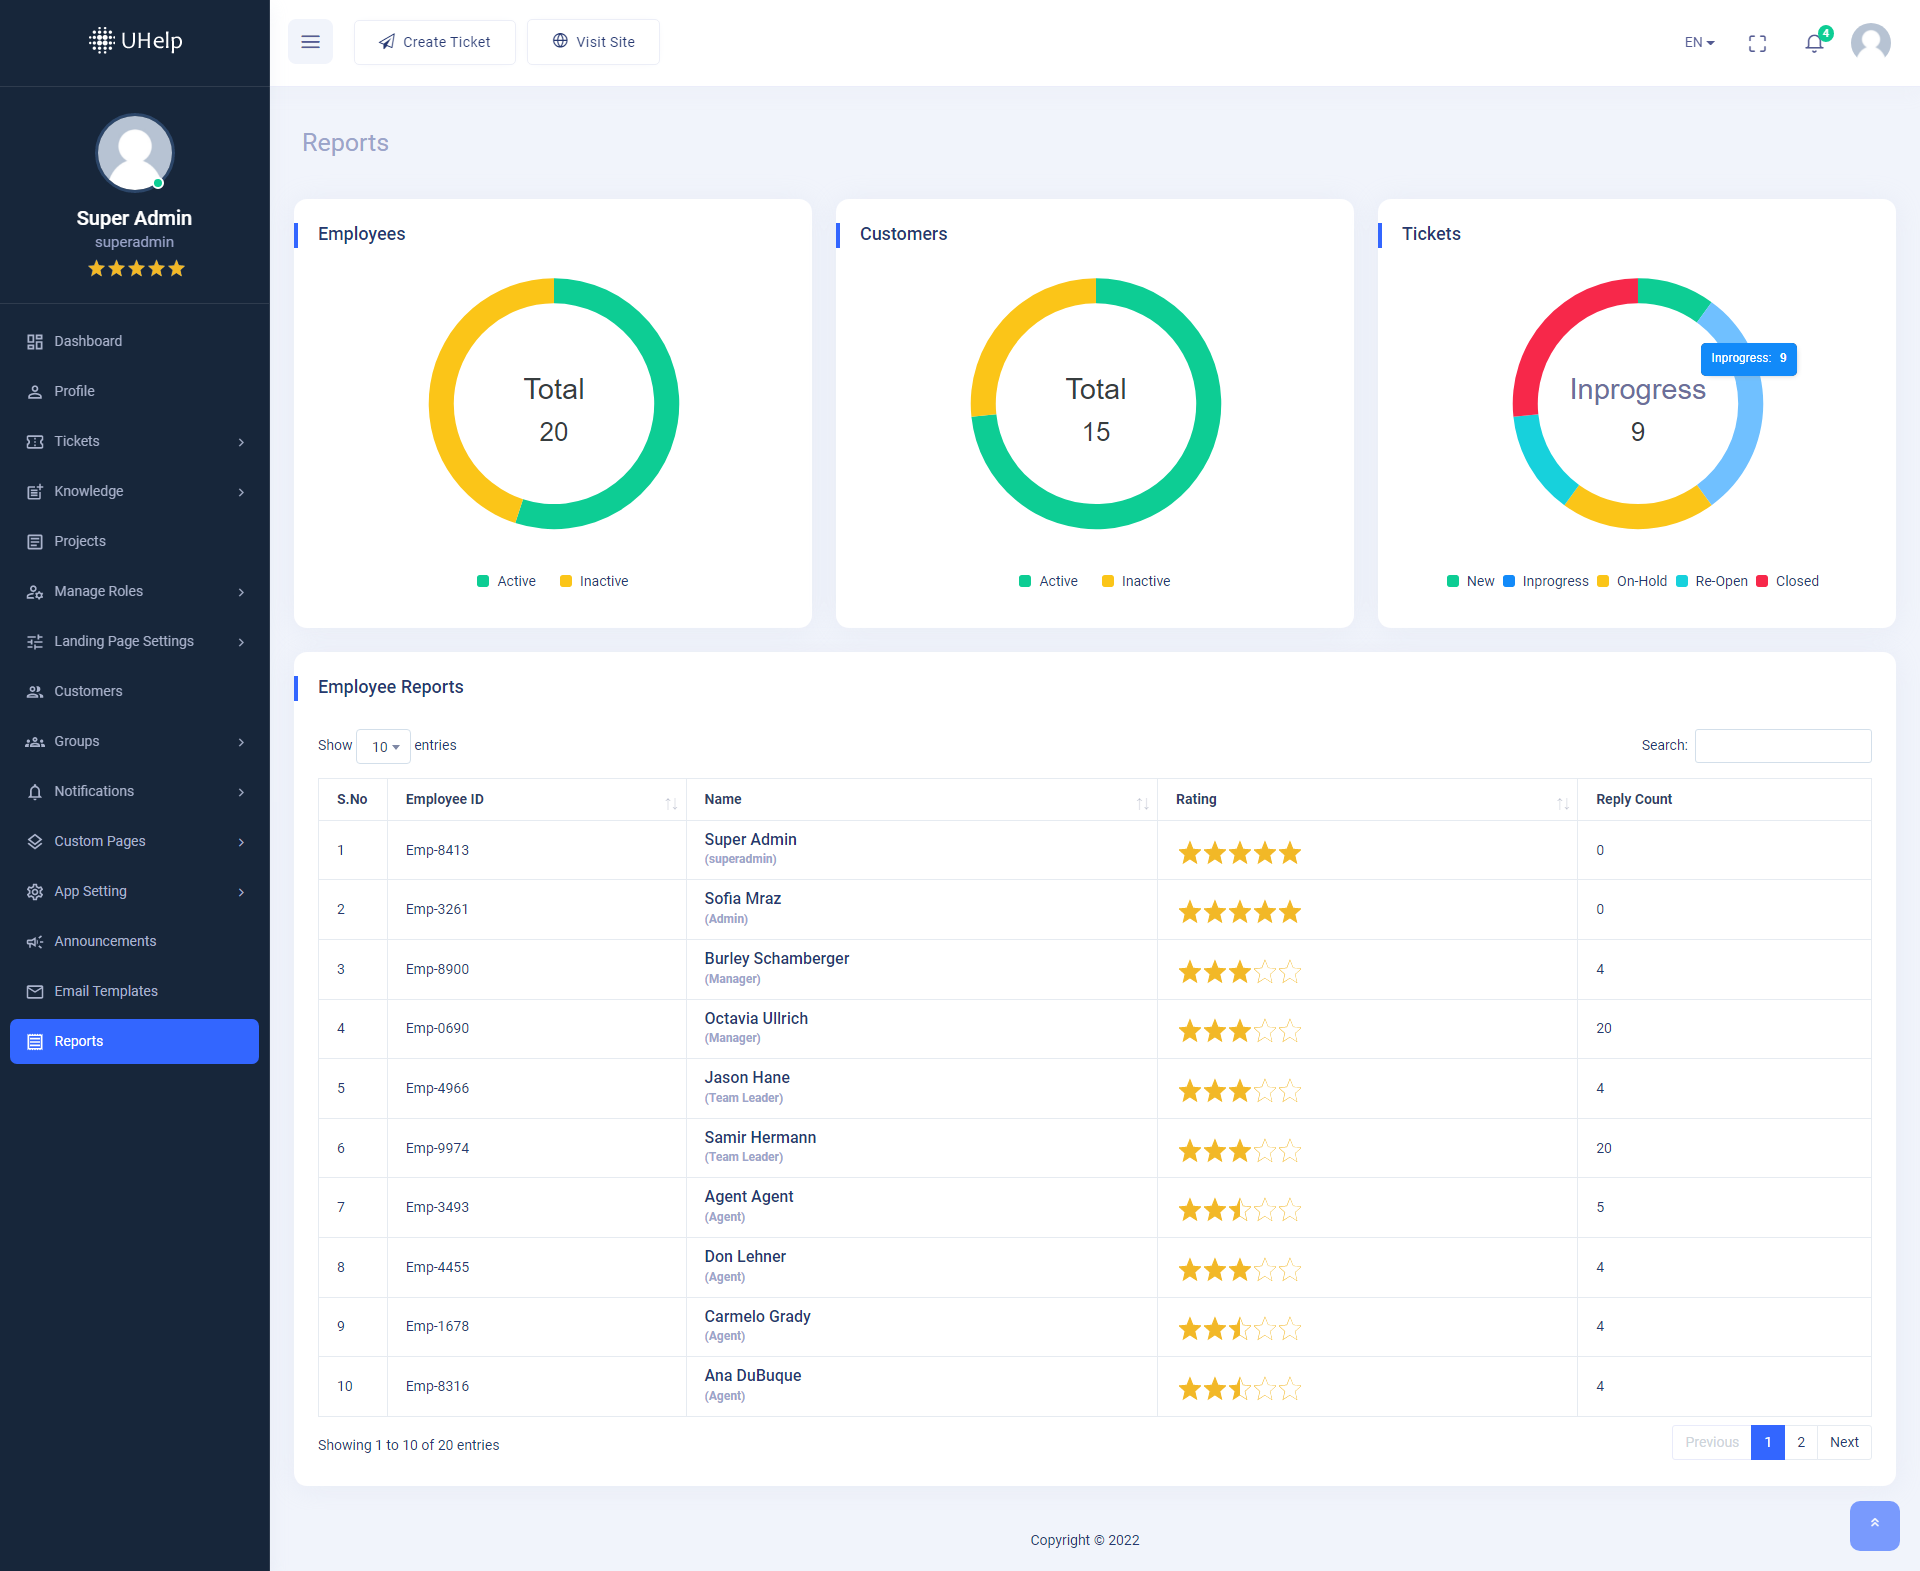 UHelp
Create Ticket
Visit Site
EN
4
Super Admin
superadmin
Dashboard
Profile
Tickets
Knowledge
Projects
Manage Roles
Landing Page Settings
Customers
Groups
Notifications
Custom Pages
App Setting
Announcements
Email Templates
Reports
Reports
Employees
Total
20
Active Inactive
Customers
Total
15
Active Inactive
Tickets
Inprogress: 9
Inprogress
9
New Inprogress On-Hold Re-Open Closed
Employee Reports
Show 10 entries
Search:
S.No Employee ID Name Rating Reply Count
1 Emp-8413 Super Admin 0
(superadmin)
2 Emp-3261 Sofia Mraz 0
(Admin)
3 Emp-8900 Burley Schamberger 4
(Manager)
4 Emp-0690 Octavia Ullrich 20
(Manager)
5 Emp-4966 Jason Hane 4
(Team Leader)
6 Emp-9974 Samir Hermann 20
(Team Leader)
7 Emp-3493 Agent Agent 5
(Agent)
8 Emp-4455 Don Lehner 4
(Agent)
9 Emp-1678 Carmelo Grady 4
(Agent)
10 Emp-8316 Ana DuBuque 4
(Agent)
Showing 1 to 10 of 20 entries
Previous 1 2 Next
Copyright © 2022